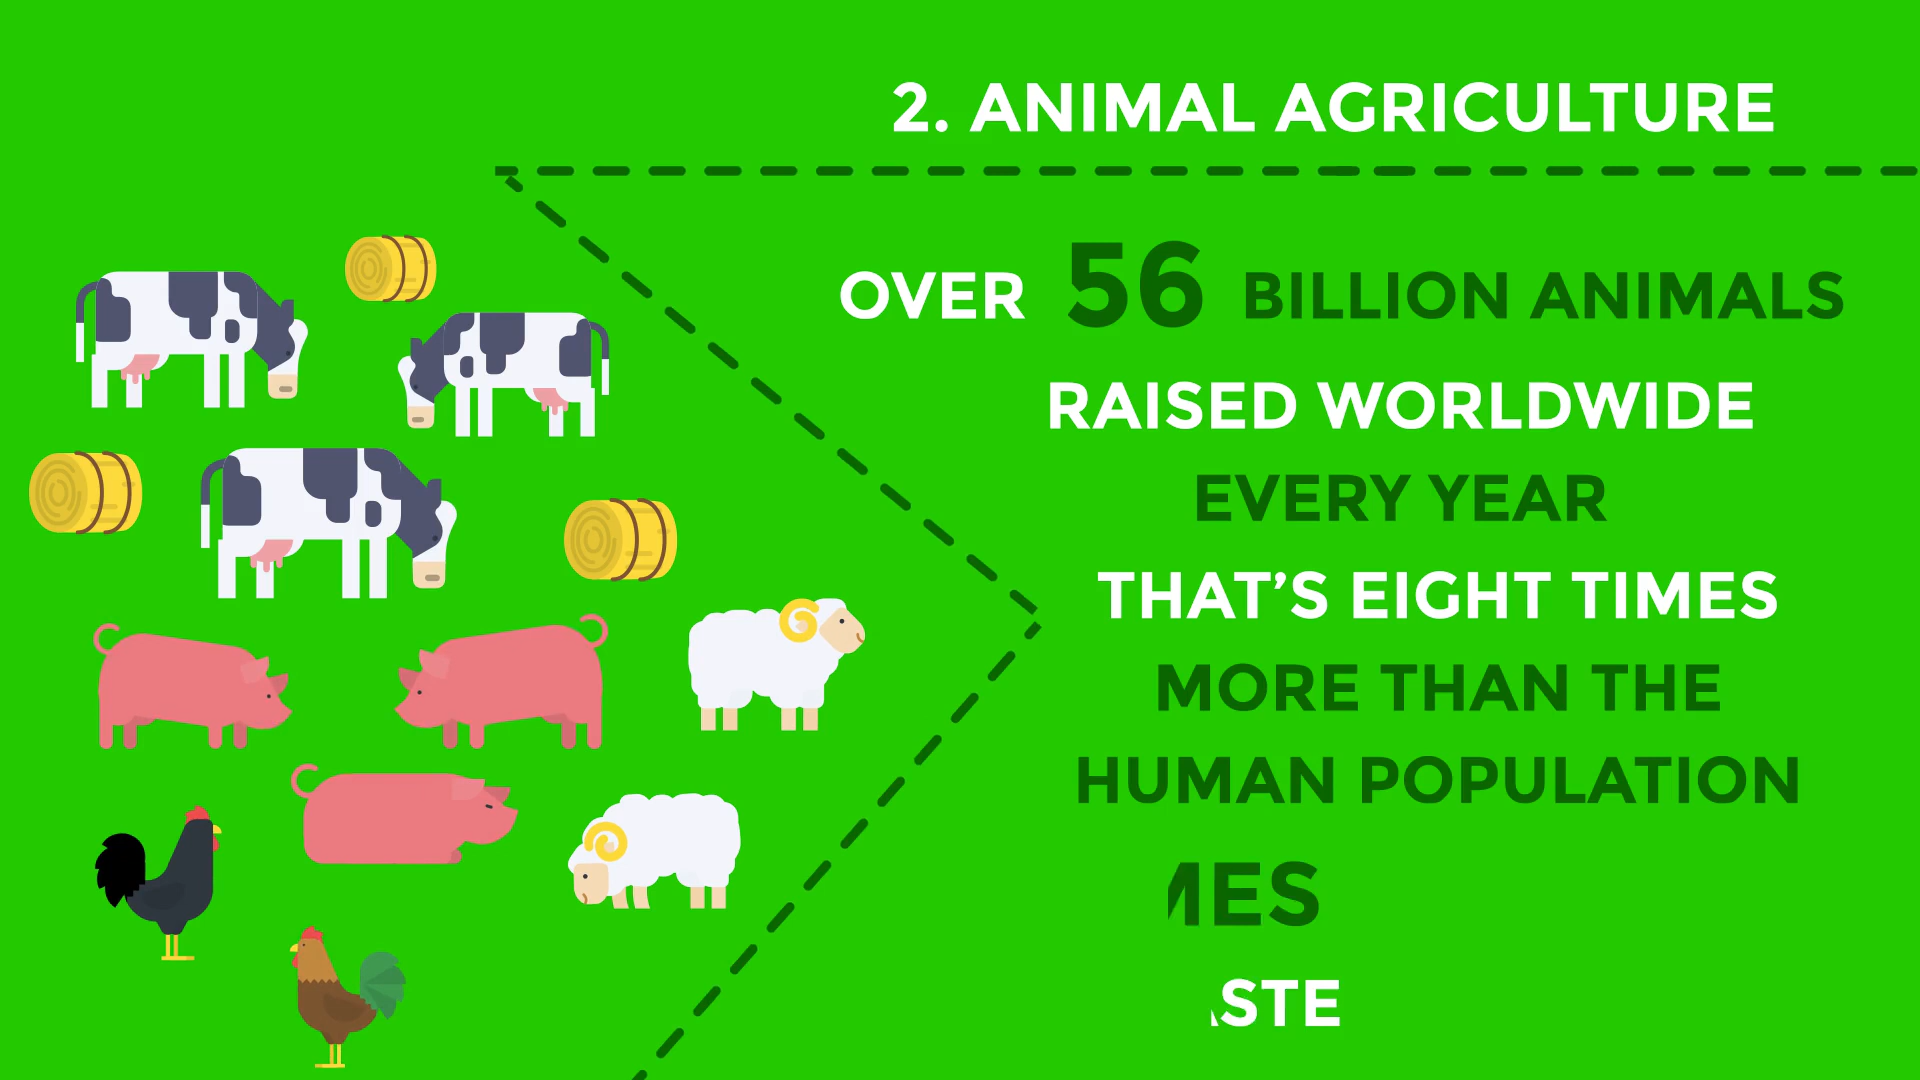 2. ANIMAL AGRICULTURE
OVER 56 BILLION ANIMALS
RAISED WORLDWIDE
EVERY YEAR
THAT’S EIGHT TIMES
MORE THAN THE
HUMAN POPULATION